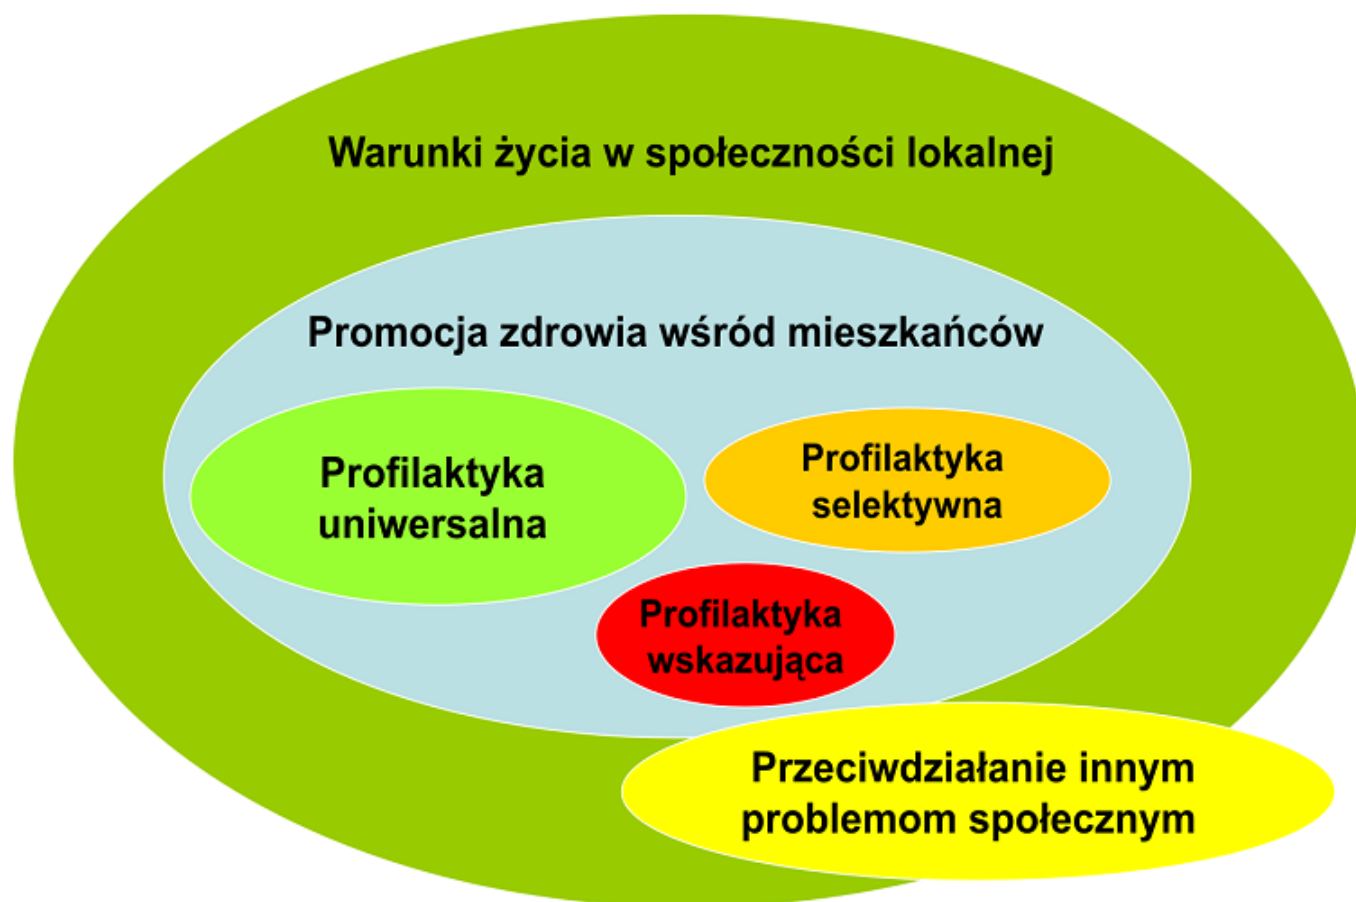 Warunki życia w społeczności lokalnej
Promocja zdrowia wśród mieszkańców
Profilaktyka
uniwersalna
Profilaktyka
selektywna
Profilaktyka
wskazująca
Przeciwdziałanie innym
problemom społecznym